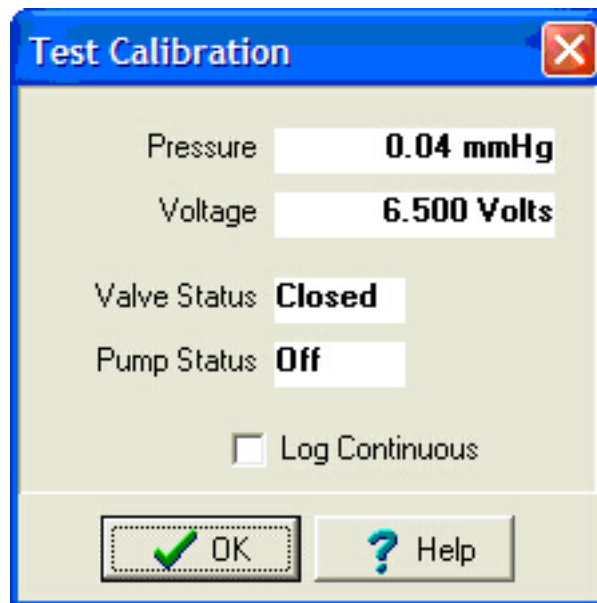 Test Calibration
Pressure 0.04 mmHg
Voltage 6.500 Volts
Valve Status Closed
Pump Status Off
Log Continuous
OK ? Help